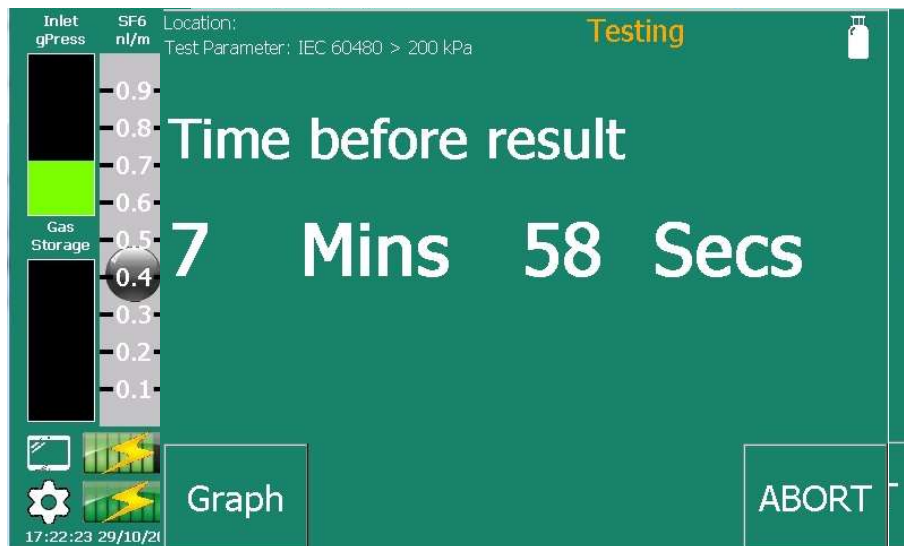 Inlet gPress
SF6 nl/m
Location:
Test Parameter: IEC 60480 > 200 kPa
Testing
0.9
0.8
0.7
0.6
0.5
0.4
0.3
0.2
0.1
Time before result
7 Mins 58 Secs
Gas Storage
Graph
ABORT
17:22:23 29/10/20